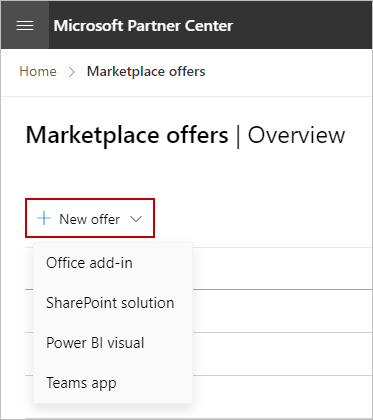 Microsoft Partner Center
Home > Marketplace offers
Marketplace offers | Overview
+ New offer
Office add-in
SharePoint solution
Power BI visual
Teams app